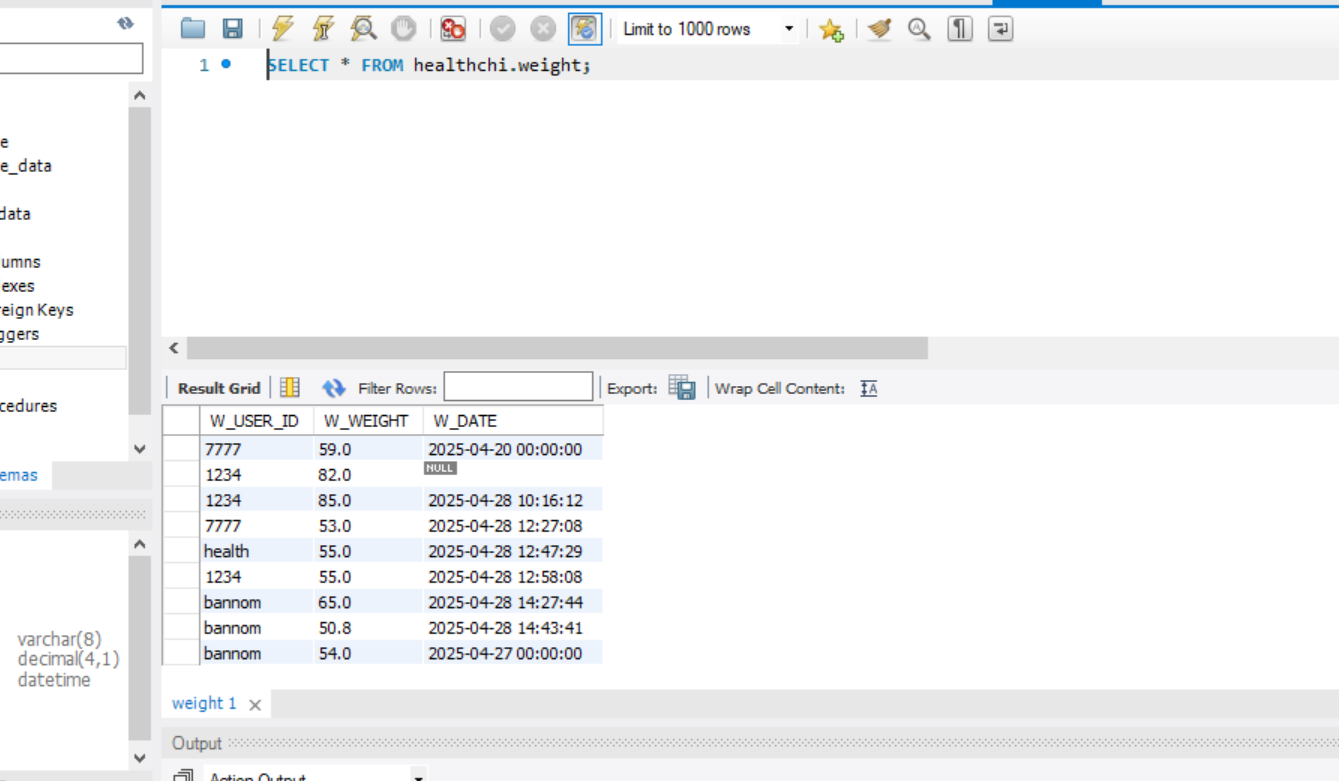 Limit to 1000 rows
1 SELECT * FROM healthchi.weight;
e
e_data
data
umns
exes
reign Keys
ggers
cedures
emas
varchar(8)
decimal(4,1)
datetime
Result Grid Filter Rows: Export: Wrap Cell Content: IA
W_USER_ID W_WEIGHT W_DATE
7777 59.0 2025-04-20 00:00:00
1234 82.0 NULL
1234 85.0 2025-04-28 10:16:12
7777 53.0 2025-04-28 12:27:08
health 55.0 2025-04-28 12:47:29
1234 55.0 2025-04-28 12:58:08
bannom 65.0 2025-04-28 14:27:44
bannom 50.8 2025-04-28 14:43:41
bannom 54.0 2025-04-27 00:00:00
weight 1
Output
Action Output